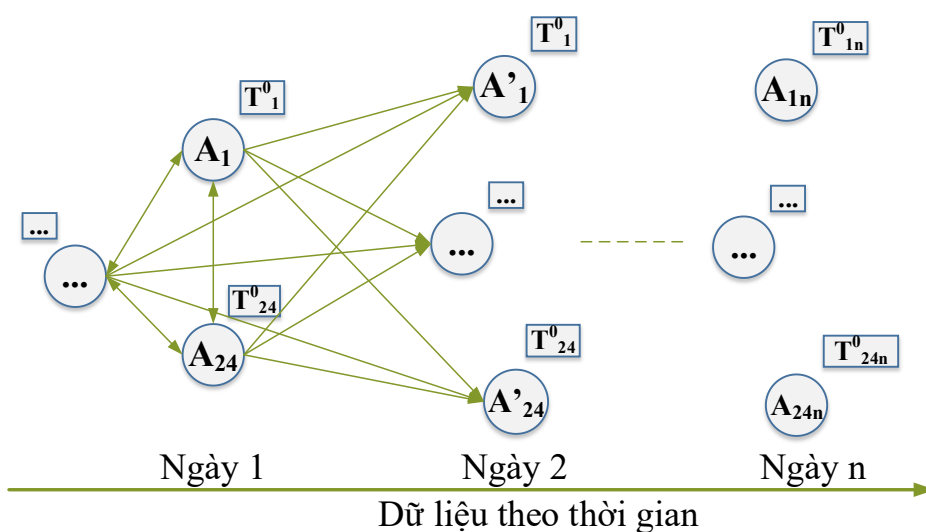 T⁰₁
A₁
...
...
T⁰₂₄
A₂₄
Ngày 1
T⁰₁
A’₁
...
...
T⁰₂₄
A’₂₄
Ngày 2
T⁰₁ₙ
A₁ₙ
...
...
T⁰₂₄ₙ
A₂₄ₙ
Ngày n
Dữ liệu theo thời gian